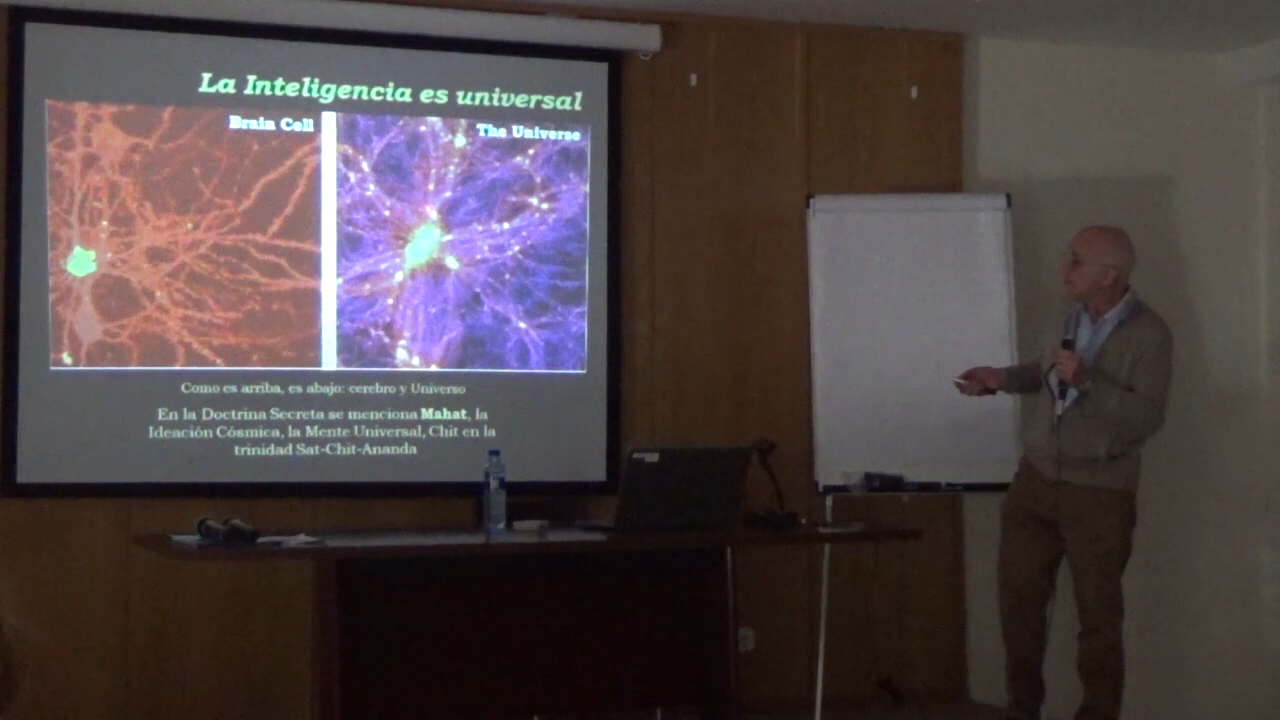 La Inteligencia es universal
Brain Cell
The Universe
Como es arriba, es abajo: cerebro y Universo
En la Doctrina Secreta se menciona Mahat, la
Ideación Cósmica, la Mente Universal, Chit en la
trinidad Sat-Chit-Ananda